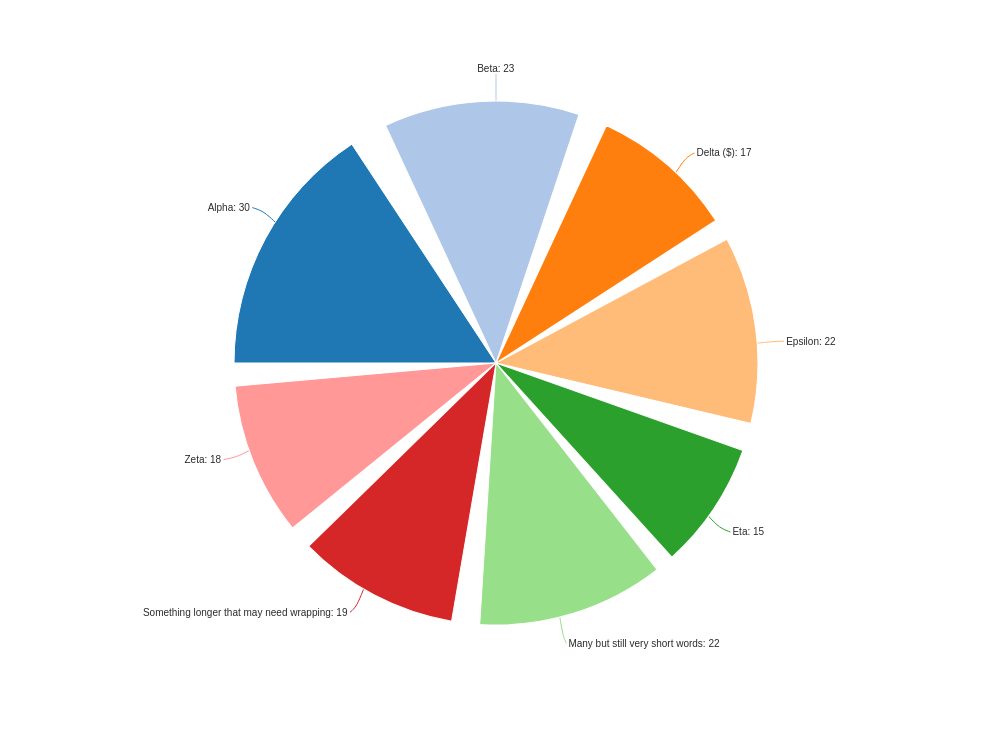 Beta: 23
Delta ($): 17
Alpha: 30
Epsilon: 22
Zeta: 18
Eta: 15
Something longer that may need wrapping: 19
Many but still very short words: 22